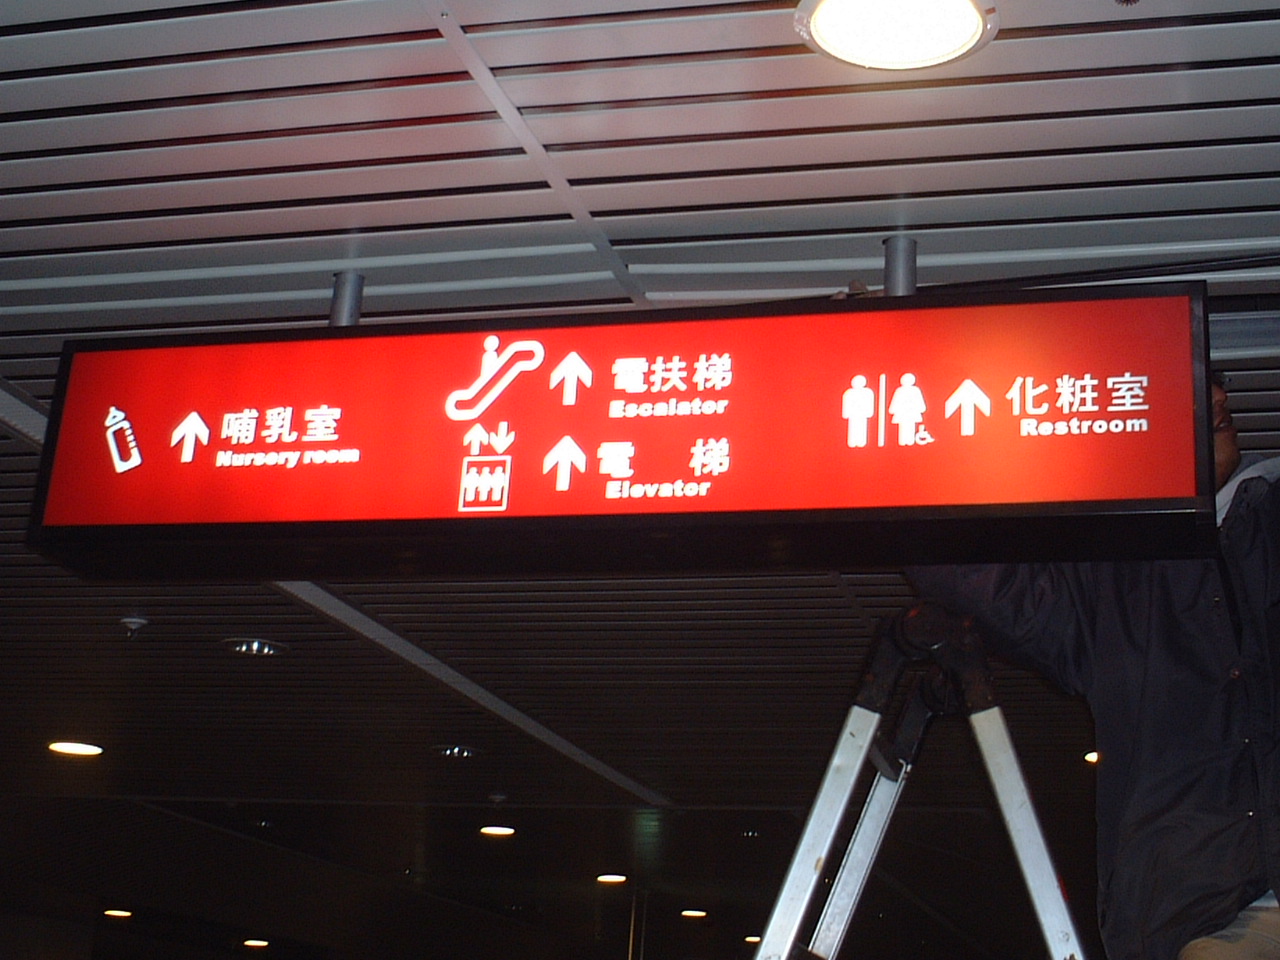 哺乳室
Nursery room
電扶梯
Escalator
電 梯
Elevator
化粧室
Restroom